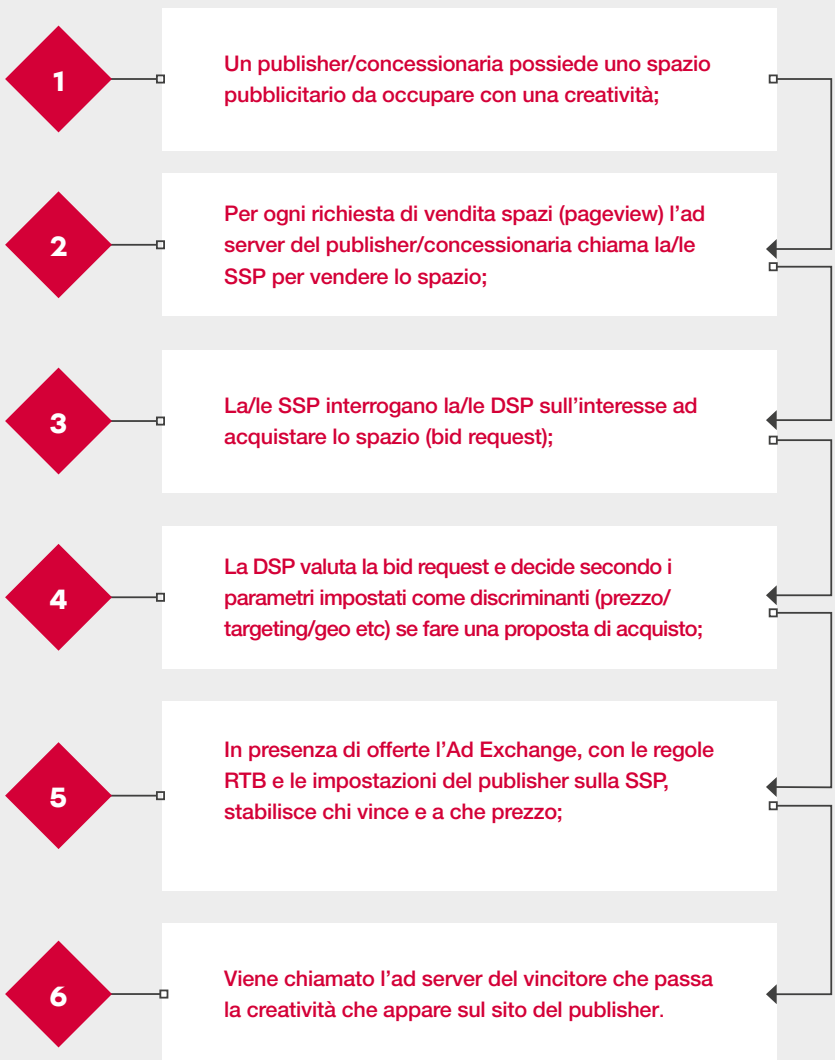 1
Un publisher/concessionaria possiede uno spazio
pubblicitario da occupare con una creatività;
2
Per ogni richiesta di vendita spazi (pageview) l’ad
server del publisher/concessionaria chiama la/le
SSP per vendere lo spazio;
3
La/le SSP interrogano la/le DSP sull’interesse ad
acquistare lo spazio (bid request);
4
La DSP valuta la bid request e decide secondo i
parametri impostati come discriminanti (prezzo/
targeting/geo etc) se fare una proposta di acquisto;
5
In presenza di offerte l’Ad Exchange, con le regole
RTB e le impostazioni del publisher sulla SSP,
stabilisce chi vince e a che prezzo;
6
Viene chiamato l’ad server del vincitore che passa
la creatività che appare sul sito del publisher.